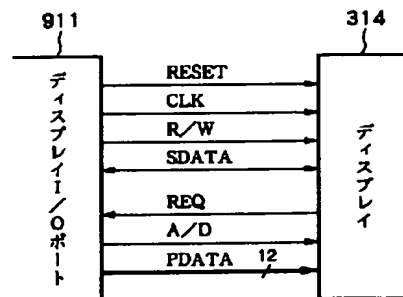 911
314
ディスプレイI/Oポート
RESET
CLK
R/W
SDATA
REQ
A/D
PDATA
12
ディスプレイ